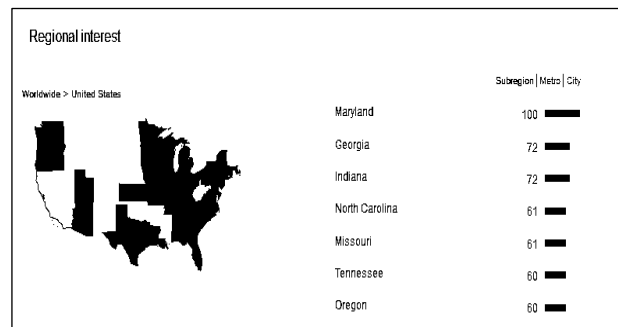 Regional interest
Subregion | Metro | City
Worldwide > United States
Maryland 100
Georgia 72
Indiana 72
North Carolina 61
Missouri 61
Tennessee 60
Oregon 60